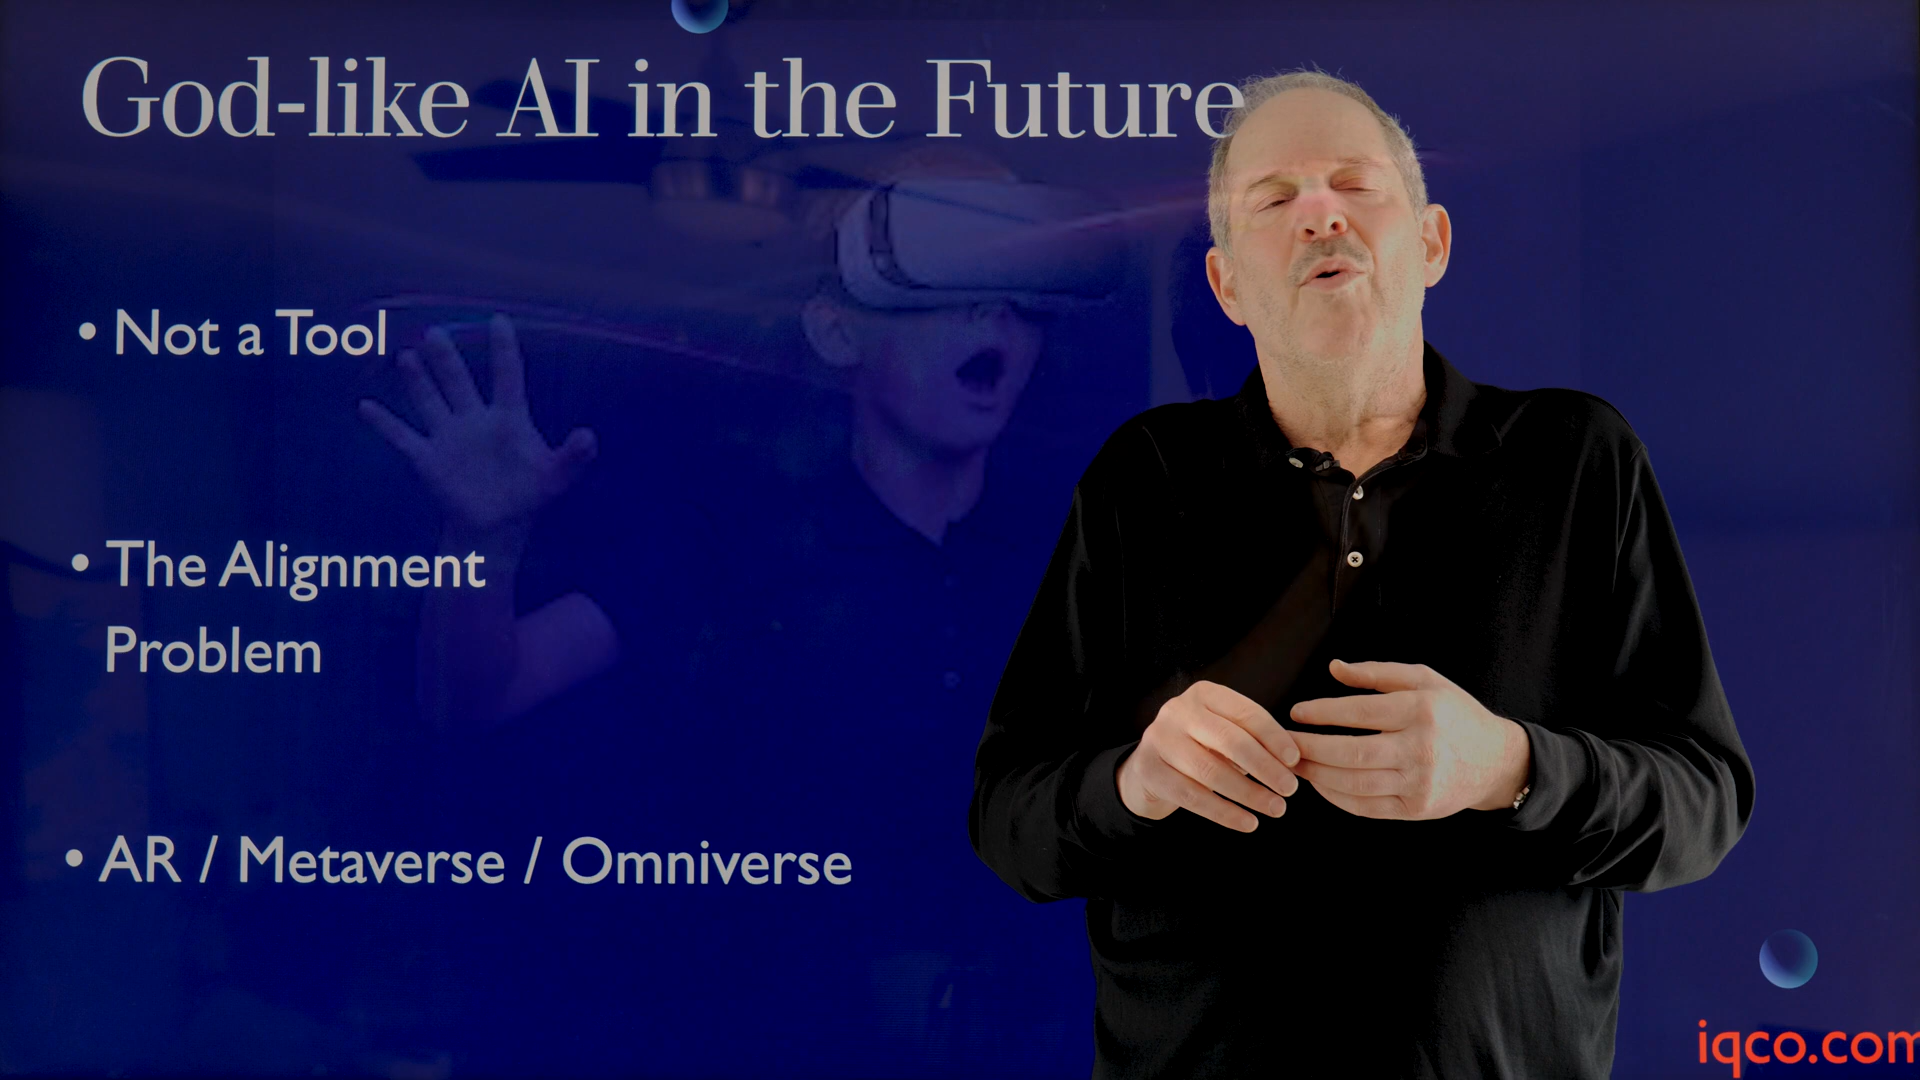 God-like AI in the Future
• Not a Tool
• The Alignment
Problem
• AR / Metaverse / Omniverse
iqco.com